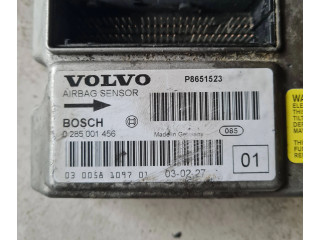 VOLVO
P8651523
AIRBAG SENSOR
BOSCH
0 285 001 456
Made in Germany
085
01
03 0058 1097 01
03-02-27
WA